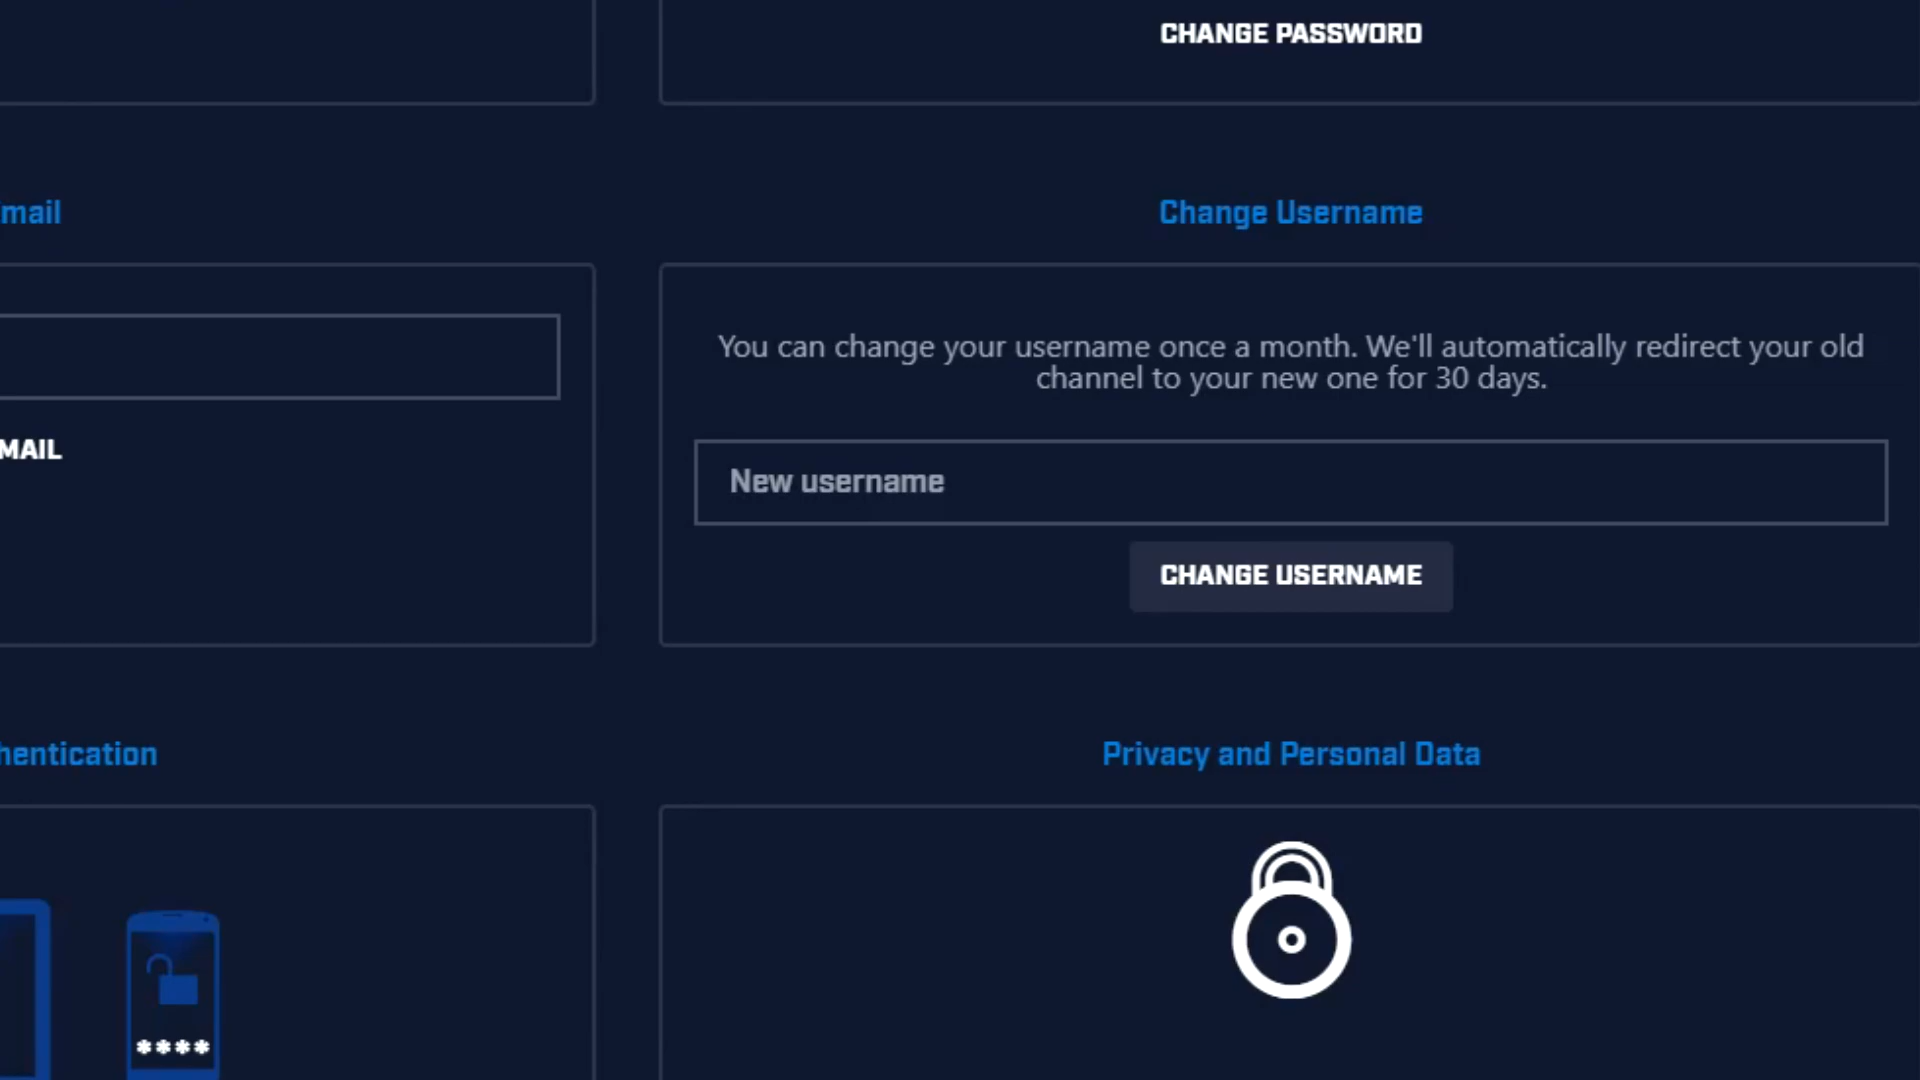 CHANGE PASSWORD
mail
Change Username
You can change your username once a month. We'll automatically redirect your old
channel to your new one for 30 days.
MAIL
New username
CHANGE USERNAME
hentication
Privacy and Personal Data
****